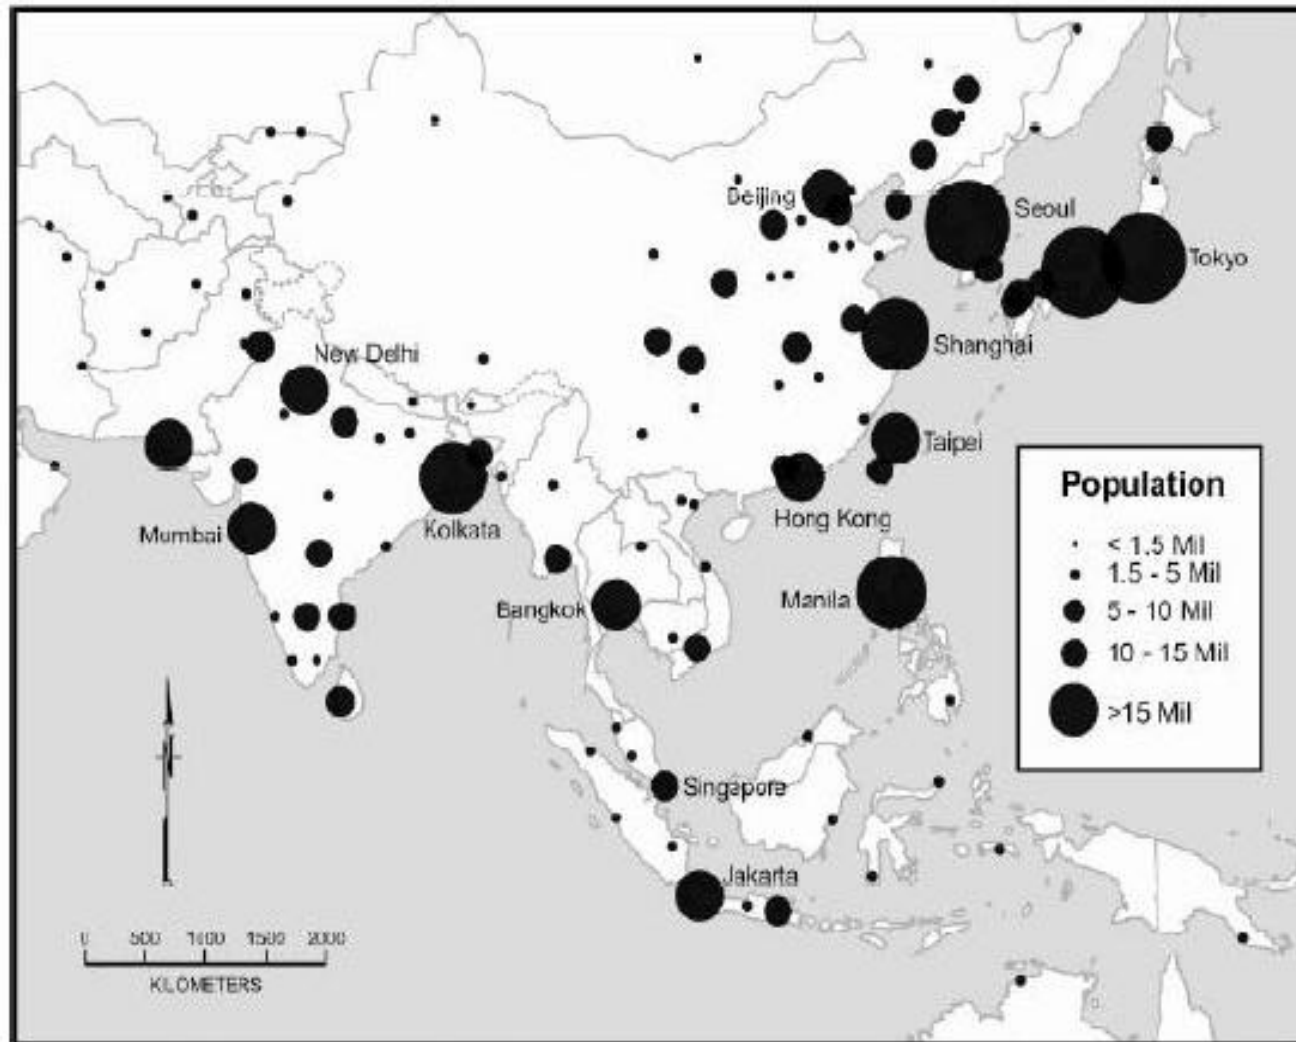 Beijing
Seoul
Tokyo
Shanghai
New Delhi
Taipei
Kolkata
Hong Kong
Mumbai
Manila
Bangkok
Singapore
Jakarta
Population
< 1.5 Mil
1.5 - 5 Mil
5 - 10 Mil
10 - 15 Mil
>15 Mil
0 500 1000 1500 2000
KILOMETERS